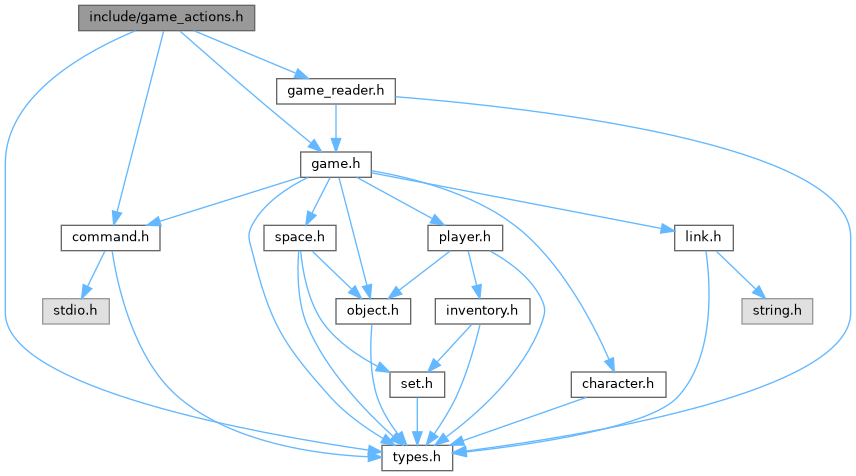 include/game_actions.h
game_reader.h
game.h
command.h
space.h
player.h
link.h
stdio.h
object.h
inventory.h
string.h
set.h
character.h
types.h